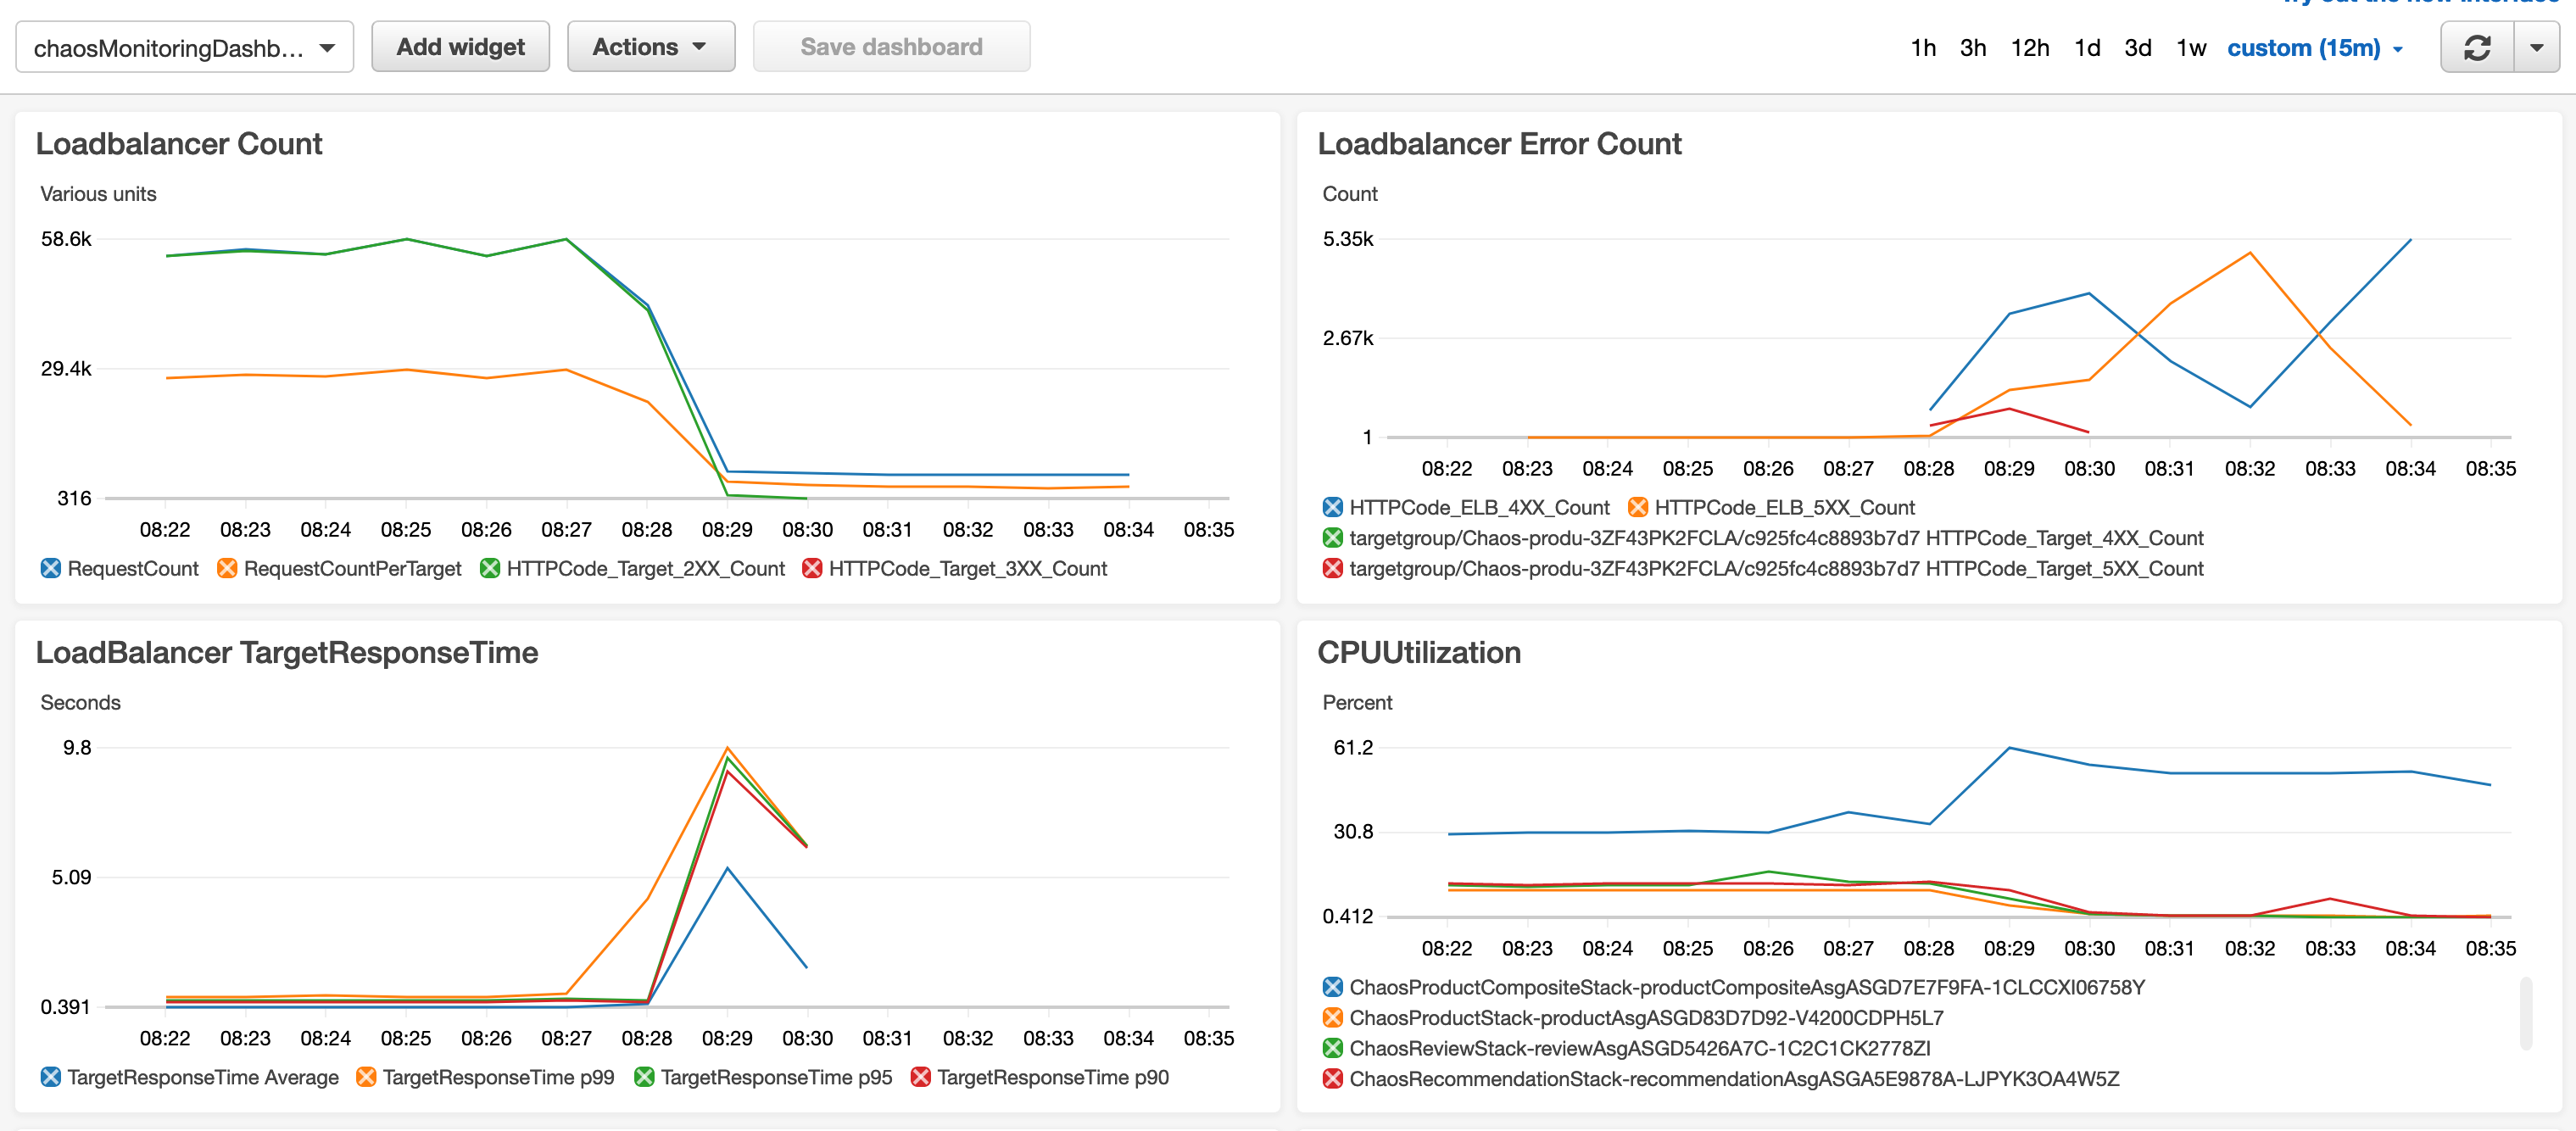 Try out the new interface
chaosMonitoringDashb... Add widget Actions Save dashboard 1h 3h 12h 1d 3d 1w custom (15m)
Loadbalancer Count
Various units
58.6k
29.4k
316
08:22 08:23 08:24 08:25 08:26 08:27 08:28 08:29 08:30 08:31 08:32 08:33 08:34 08:35
RequestCount RequestCountPerTarget HTTPCode_Target_2XX_Count HTTPCode_Target_3XX_Count
Loadbalancer Error Count
Count
5.35k
2.67k
1
08:22 08:23 08:24 08:25 08:26 08:27 08:28 08:29 08:30 08:31 08:32 08:33 08:34 08:35
HTTPCode_ELB_4XX_Count HTTPCode_ELB_5XX_Count
targetgroup/Chaos-produ-3ZF43PK2FCLA/c925fc4c8893b7d7 HTTPCode_Target_4XX_Count
targetgroup/Chaos-produ-3ZF43PK2FCLA/c925fc4c8893b7d7 HTTPCode_Target_5XX_Count
LoadBalancer TargetResponseTime
Seconds
9.8
5.09
0.391
08:22 08:23 08:24 08:25 08:26 08:27 08:28 08:29 08:30 08:31 08:32 08:33 08:34 08:35
TargetResponseTime Average TargetResponseTime p99 TargetResponseTime p95 TargetResponseTime p90
CPUUtilization
Percent
61.2
30.8
0.412
08:22 08:23 08:24 08:25 08:26 08:27 08:28 08:29 08:30 08:31 08:32 08:33 08:34 08:35
ChaosProductCompositeStack-productCompositeAsgASGD7E7F9FA-1CLCCXI06758Y
ChaosProductStack-productAsgASGD83D7D92-V4200CDPH5L7
ChaosReviewStack-reviewAsgASGD5426A7C-1C2C1CK2778ZI
ChaosRecommendationStack-recommendationAsgASGA5E9878A-LJPYK3OA4W5Z